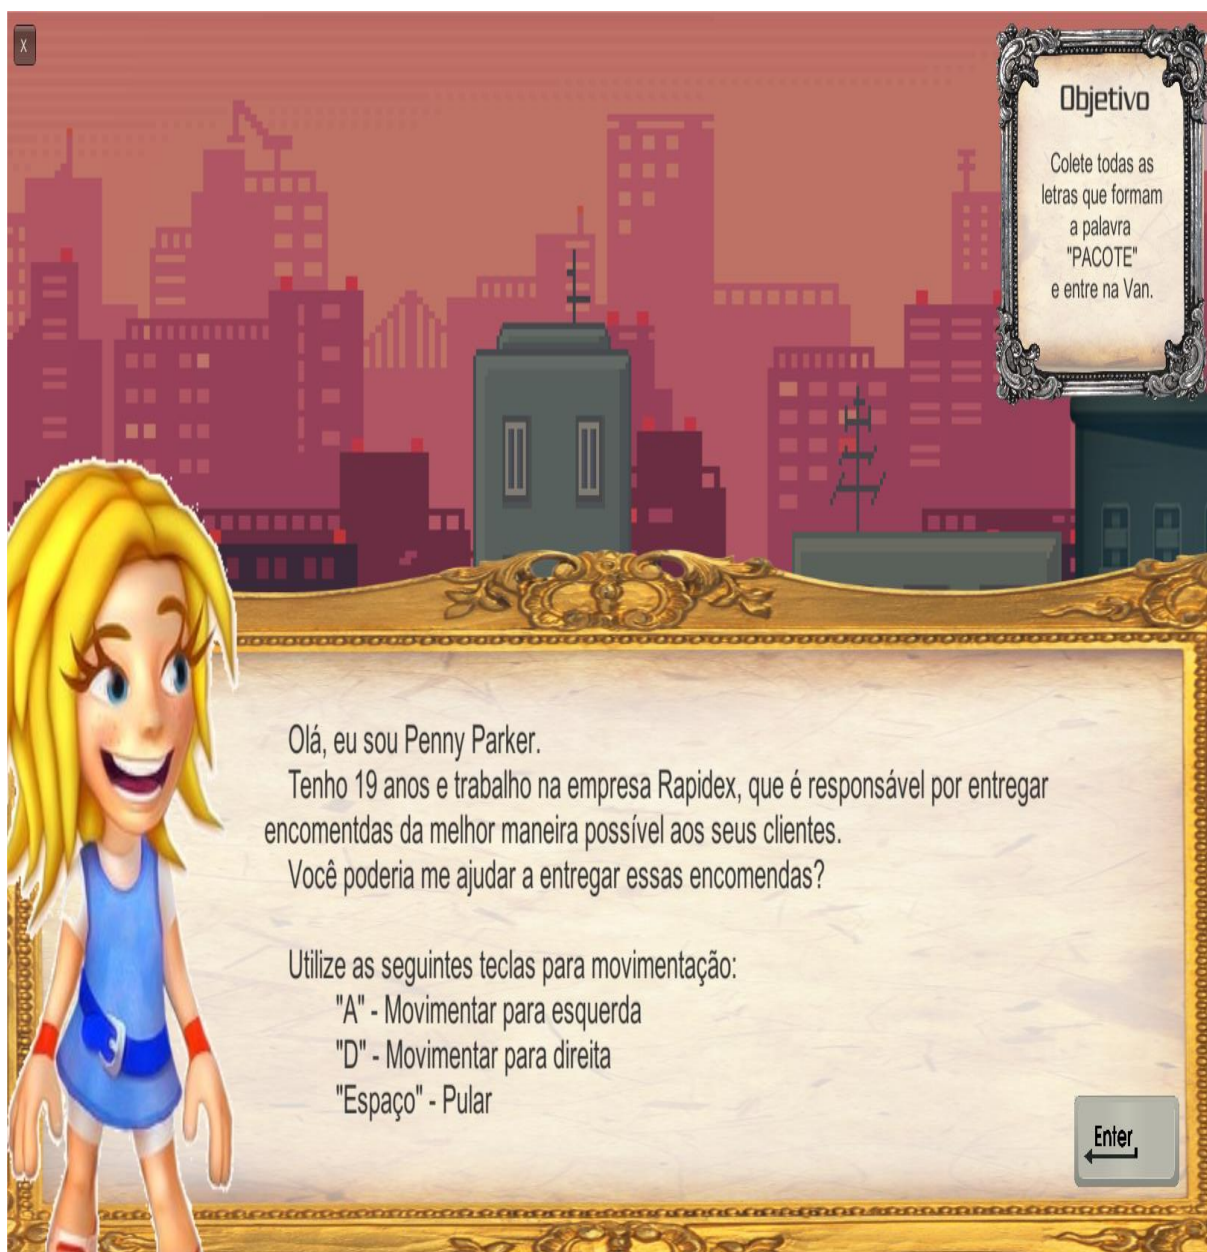 X
Objetivo
Colete todas as
letras que formam
a palavra
"PACOTE"
e entre na Van.
Olá, eu sou Penny Parker.
Tenho 19 anos e trabalho na empresa Rapidex, que é responsável por entregar
encomentdas da melhor maneira possível aos seus clientes.
Você poderia me ajudar a entregar essas encomendas?
Utilize as seguintes teclas para movimentação:
"A" - Movimentar para esquerda
"D" - Movimentar para direita
"Espaço" - Pular
Enter